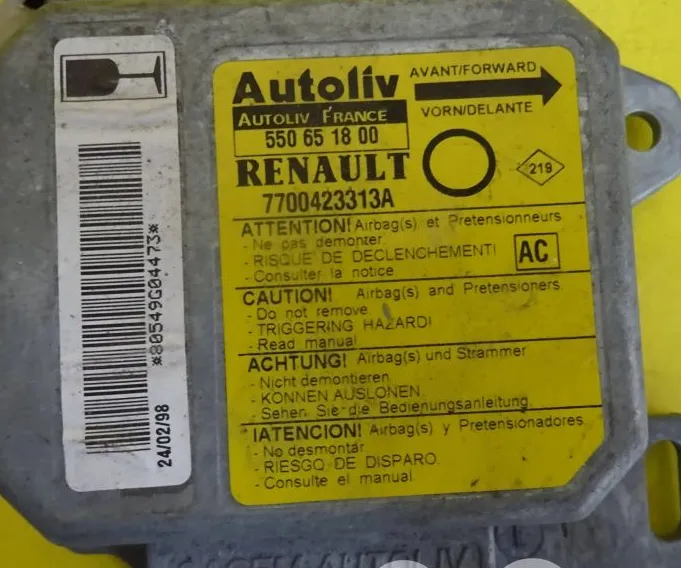 Autoliv
AVANT/FORWARD
AUTOLIV FRANCE
VORN/DELANTE
550 65 18 00
RENAULT
219
7700423313A
ATTENTION! Airbag(s) et Pretensionneurs
- Ne pas demonter
- RISQUE DE DECLENCHEMENT!
- Consulter la notice
AC
CAUTION! Airbag(s) and Pretensioners
- Do not remove
- TRIGGERING HAZARD!
- Read manual
ACHTUNG! Airbag(s) und Strammer
- Nicht demontieren
- KONNEN AUSLONEN.
- Sehen Sie die Bedienungsanleitung
!ATENCION! Airbag(s) y Pretensionadores
- No desmontar
- RIESGO DE DISPARO.
- Consulte el manual
*80549G04473*
24/02/98
AUTOLIV